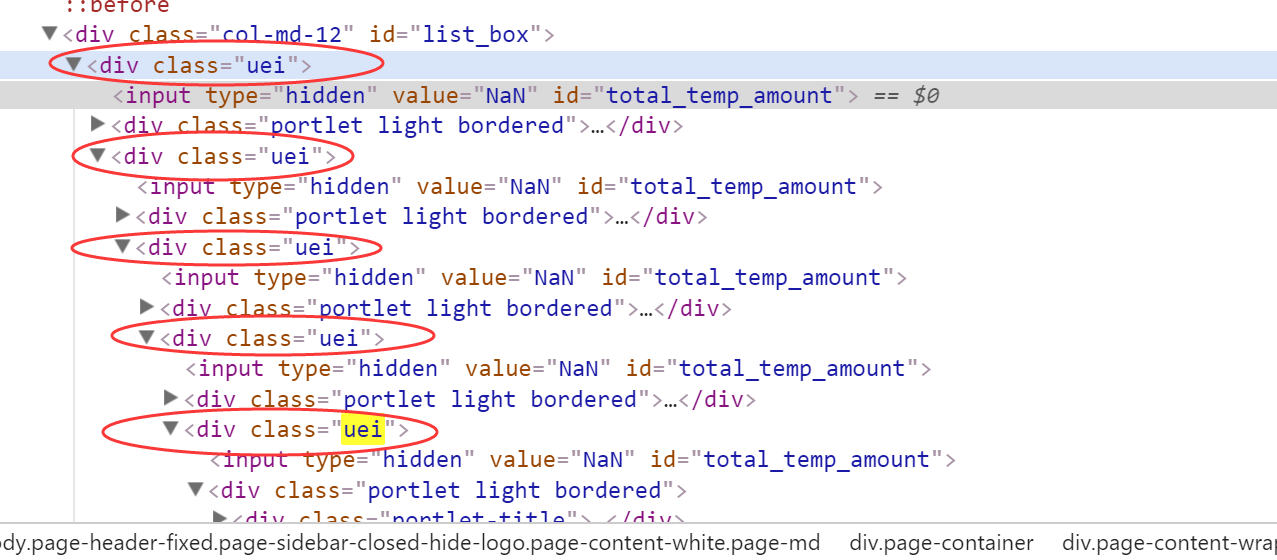 ::before
▼<div class="col-md-12" id="list_box">
▼<div class="uei">
<input type="hidden" value="NaN" id="total_temp_amount"> == $0
▶<div class="portlet light bordered">…</div>
▼<div class="uei">
<input type="hidden" value="NaN" id="total_temp_amount">
▶<div class="portlet light bordered">…</div>
▼<div class="uei">
<input type="hidden" value="NaN" id="total_temp_amount">
▶<div class="portlet light bordered">…</div>
▼<div class="uei">
<input type="hidden" value="NaN" id="total_temp_amount">
▶<div class="portlet light bordered">…</div>
▼<div class="uei">
<input type="hidden" value="NaN" id="total_temp_amount">
▼<div class="portlet light bordered">
▶<div class="portlet-title"> </div>
dy.page-header-fixed.page-sidebar-closed-hide-logo.page-content-white.page-md div.page-container div.page-content-wrap